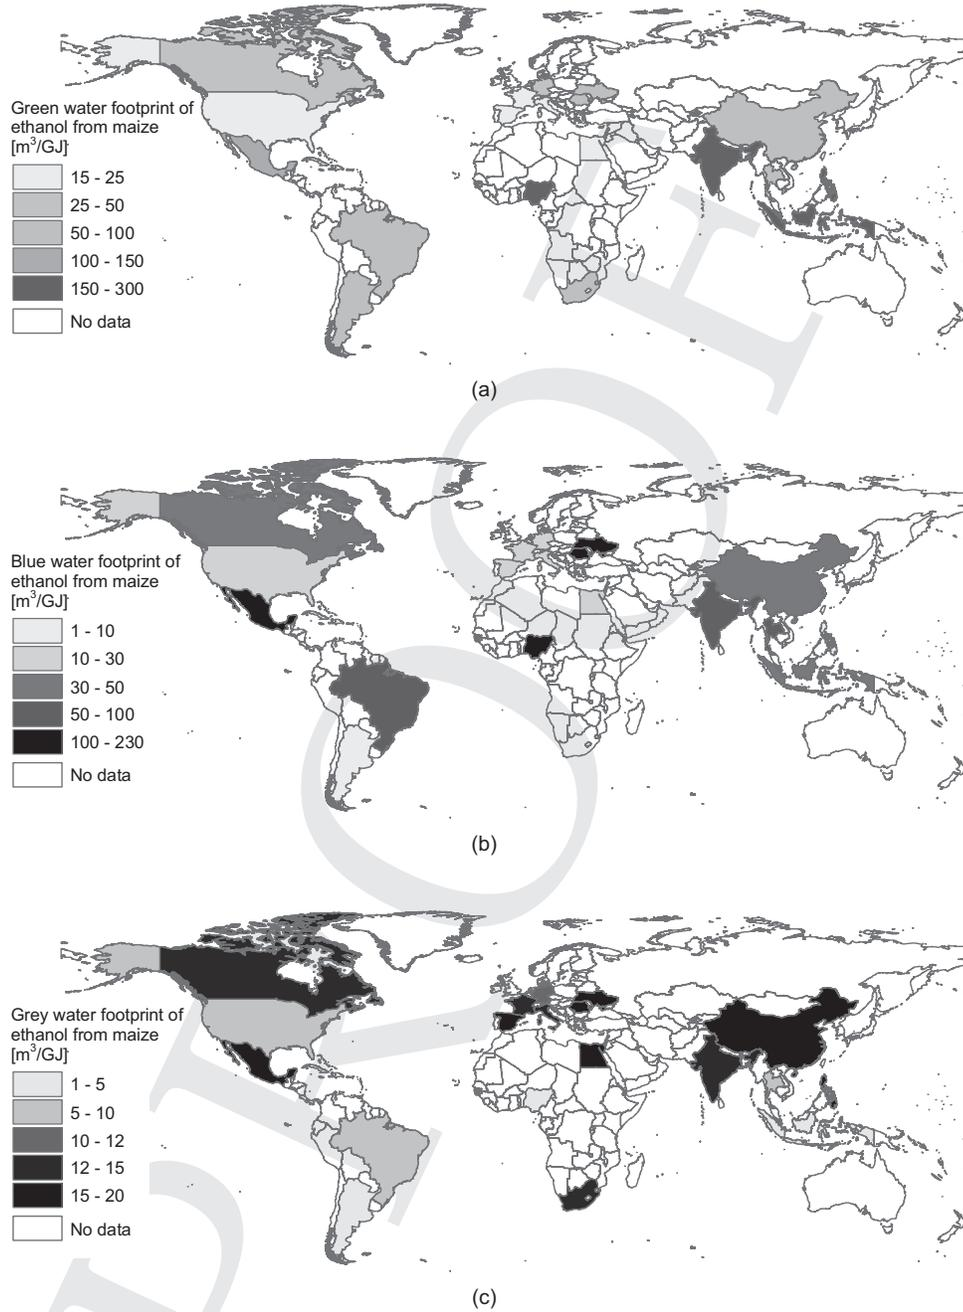 Green water footprint of
ethanol from maize
[m³/GJ]
15 - 25
25 - 50
50 - 100
100 - 150
150 - 300
No data
(a)
Blue water footprint of
ethanol from maize
[m³/GJ]
1 - 10
10 - 30
30 - 50
50 - 100
100 - 230
No data
(b)
Grey water footprint of
ethanol from maize
[m³/GJ]
1 - 5
5 - 10
10 - 12
12 - 15
15 - 20
No data
(c)
PROOF